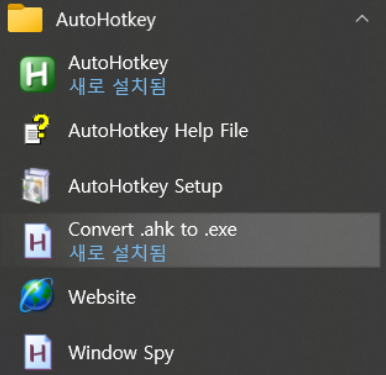 AutoHotkey
AutoHotkey
새로 설치됨
AutoHotkey Help File
AutoHotkey Setup
Convert .ahk to .exe
새로 설치됨
Website
Window Spy